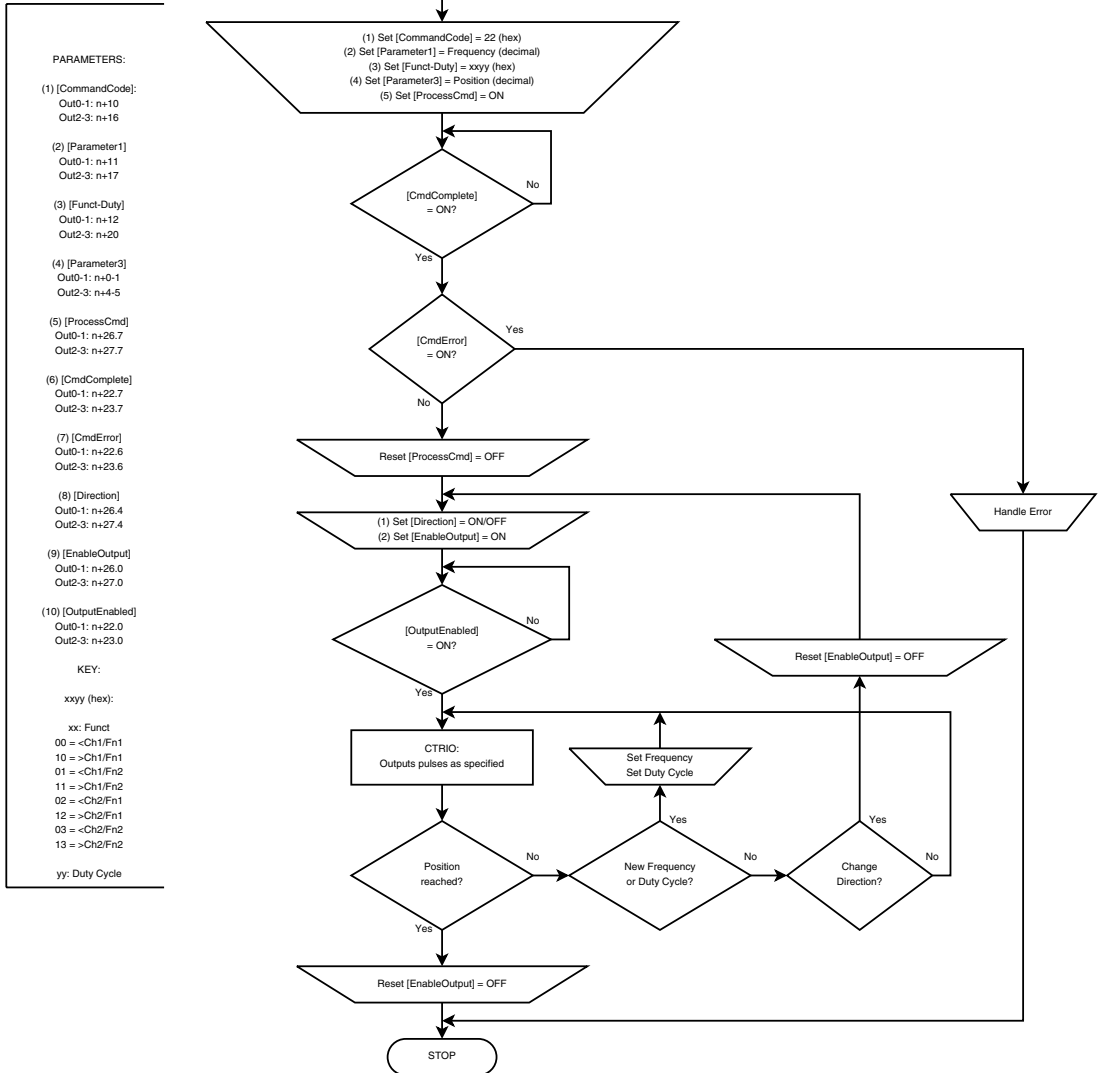 PARAMETERS:
(1) [CommandCode]:
Out0-1: n+10
Out2-3: n+16
(2) [Parameter1]
Out0-1: n+11
Out2-3: n+17
(3) [Funct-Duty]
Out0-1: n+12
Out2-3: n+20
(4) [Parameter3]
Out0-1: n+0-1
Out2-3: n+4-5
(5) [ProcessCmd]
Out0-1: n+26.7
Out2-3: n+27.7
(6) [CmdComplete]
Out0-1: n+22.7
Out2-3: n+23.7
(7) [CmdError]
Out0-1: n+22.6
Out2-3: n+23.6
(8) [Direction]
Out0-1: n+26.4
Out2-3: n+27.4
(9) [EnableOutput]
Out0-1: n+26.0
Out2-3: n+27.0
(10) [OutputEnabled]
Out0-1: n+22.0
Out2-3: n+23.0
KEY:
xxyy (hex):
xx: Funct
00 = <Ch1/Fn1
10 = >Ch1/Fn1
01 = <Ch1/Fn2
11 = >Ch1/Fn2
02 = <Ch2/Fn1
12 = >Ch2/Fn1
03 = <Ch2/Fn2
13 = >Ch2/Fn2
yy: Duty Cycle
(1) Set [CommandCode] = 22 (hex)
(2) Set [Parameter1] = Frequency (decimal)
(3) Set [Funct-Duty] = xxyy (hex)
(4) Set [Parameter3] = Position (decimal)
(5) Set [ProcessCmd] = ON
[CmdComplete]
= ON?
No
Yes
[CmdError]
= ON?
Yes
No
Reset [ProcessCmd] = OFF
Handle Error
(1) Set [Direction] = ON/OFF
(2) Set [EnableOutput] = ON
[OutputEnabled]
= ON?
No
Yes
Reset [EnableOutput] = OFF
CTRIO:
Outputs pulses as specified
Set Frequency
Set Duty Cycle
Position
reached?
No
Yes
New Frequency
or Duty Cycle?
Yes
No
Change
Direction?
Yes
No
Reset [EnableOutput] = OFF
STOP